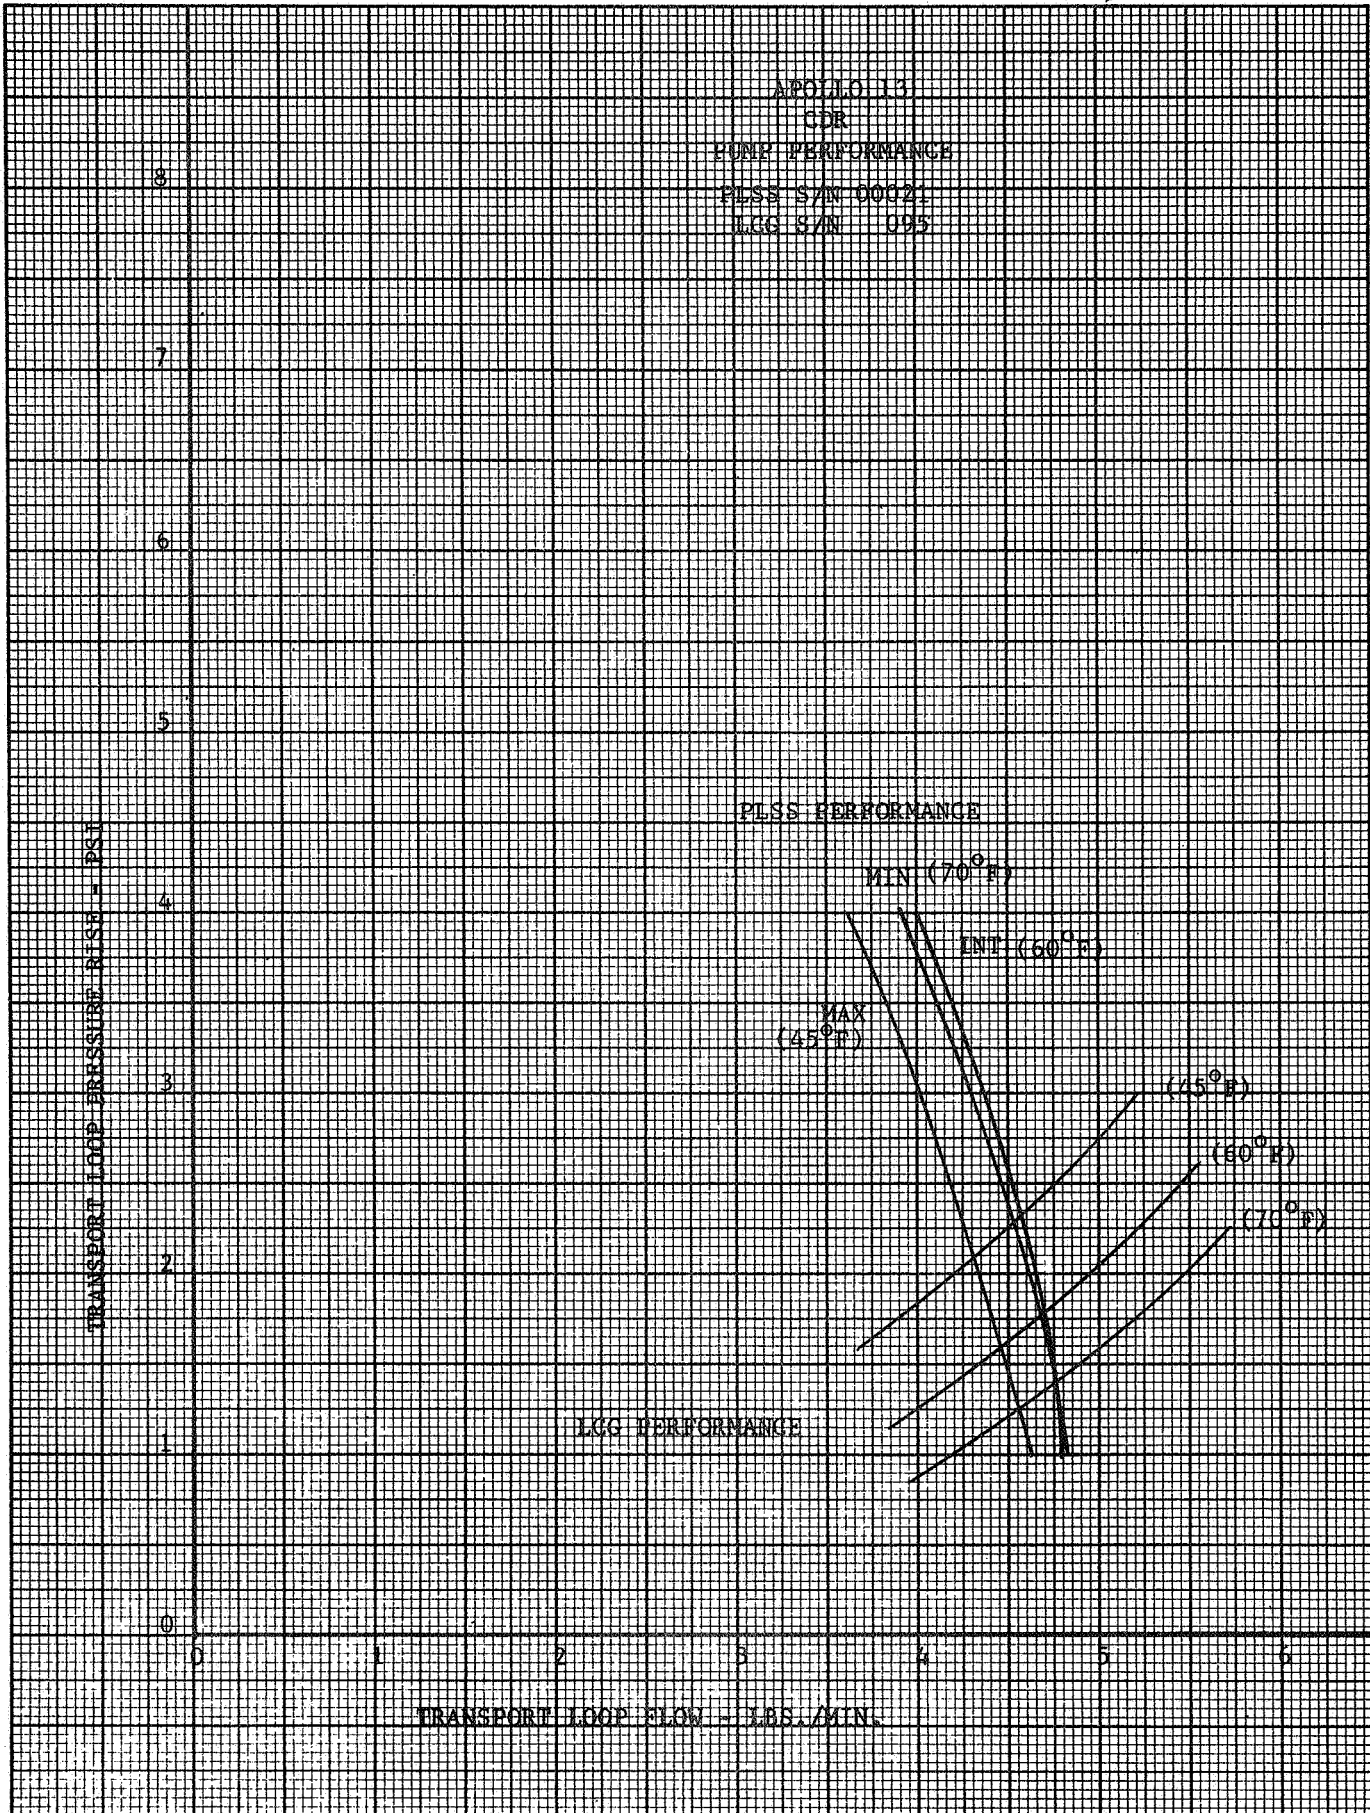 APOLLO 13
CDR
PUMP PERFORMANCE
PLSS S/N 00021
LCG S/N 095
8
7
6
5
4
3
2
1
0
TRANSPORT LOOP PRESSURE RISE - PSI
PLSS PERFORMANCE
MIN (70°F)
INT (60°F)
MAX
(45°F)
(45°F)
(60°F)
(70°F)
LCG PERFORMANCE
0 1 2 3 4 5 6
TRANSPORT LOOP FLOW - LBS./MIN.